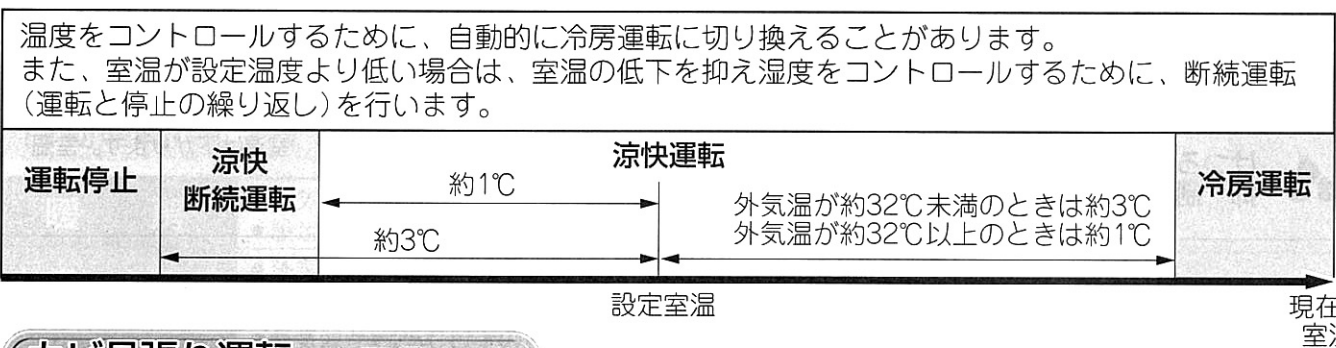 温度をコントロールするために、自動的に冷房運転に切り換えることがあります。
また、室温が設定温度より低い場合は、室温の低下を抑え湿度をコントロールするために、断続運転
（運転と停止の繰り返し）を行います。
運転停止
涼快
断続運転
涼快運転
約1℃
約3℃
外気温が約32℃未満のときは約3℃
外気温が約32℃以上のときは約1℃
冷房運転
設定室温
現在
室温